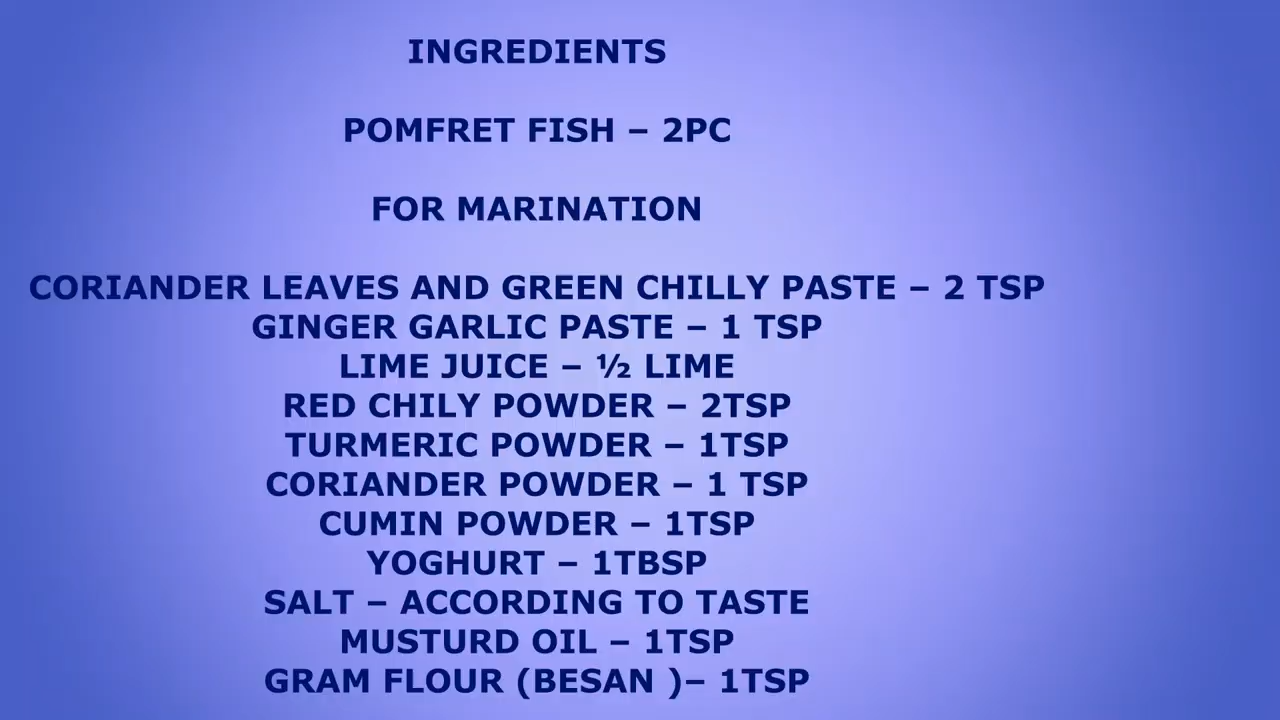 INGREDIENTS
POMFRET FISH – 2PC
FOR MARINATION
CORIANDER LEAVES AND GREEN CHILLY PASTE – 2 TSP
GINGER GARLIC PASTE – 1 TSP
LIME JUICE – ½ LIME
RED CHILY POWDER – 2TSP
TURMERIC POWDER – 1TSP
CORIANDER POWDER – 1 TSP
CUMIN POWDER – 1TSP
YOGHURT – 1TBSP
SALT – ACCORDING TO TASTE
MUSTURD OIL – 1TSP
GRAM FLOUR (BESAN )– 1TSP